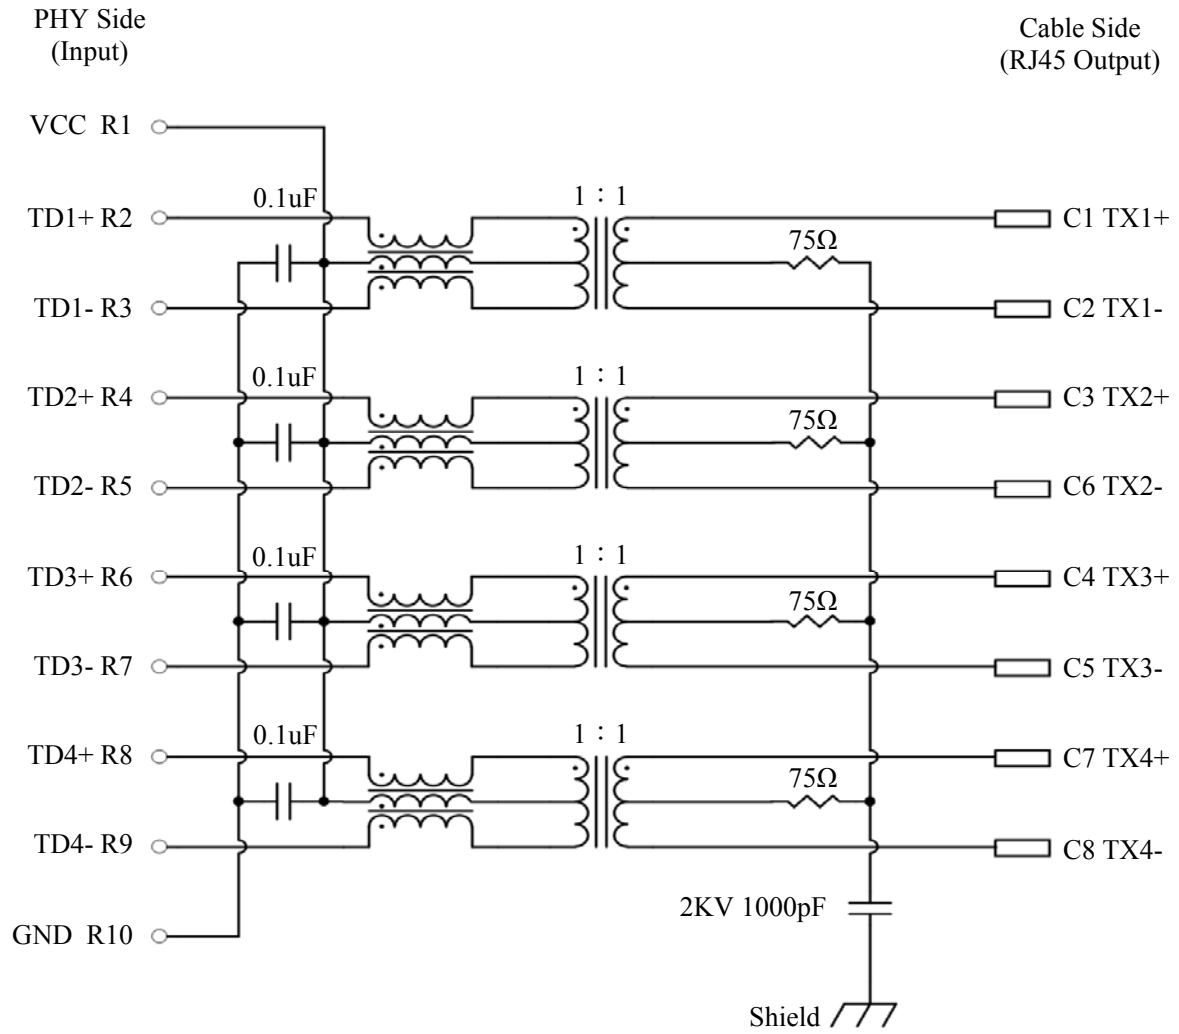 PHY Side
(Input)
Cable Side
(RJ45 Output)
VCC R1
0.1uF
1 : 1
TD1+ R2
C1 TX1+
75Ω
TD1- R3
C2 TX1-
0.1uF
1 : 1
TD2+ R4
C3 TX2+
75Ω
TD2- R5
C6 TX2-
0.1uF
1 : 1
TD3+ R6
C4 TX3+
75Ω
TD3- R7
C5 TX3-
0.1uF
1 : 1
TD4+ R8
C7 TX4+
75Ω
TD4- R9
C8 TX4-
2KV 1000pF
GND R10
Shield